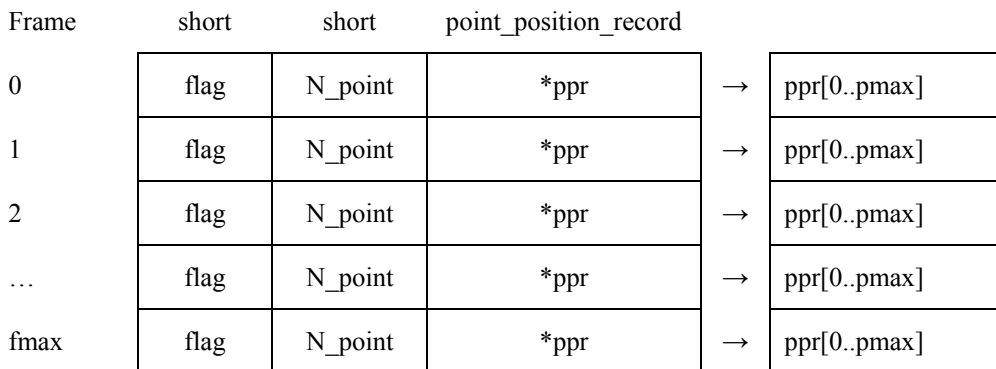 Frame short short point_position_record
0 flag N_point *ppr → ppr[0..pmax]
1 flag N_point *ppr → ppr[0..pmax]
2 flag N_point *ppr → ppr[0..pmax]
… flag N_point *ppr → ppr[0..pmax]
fmax flag N_point *ppr → ppr[0..pmax]